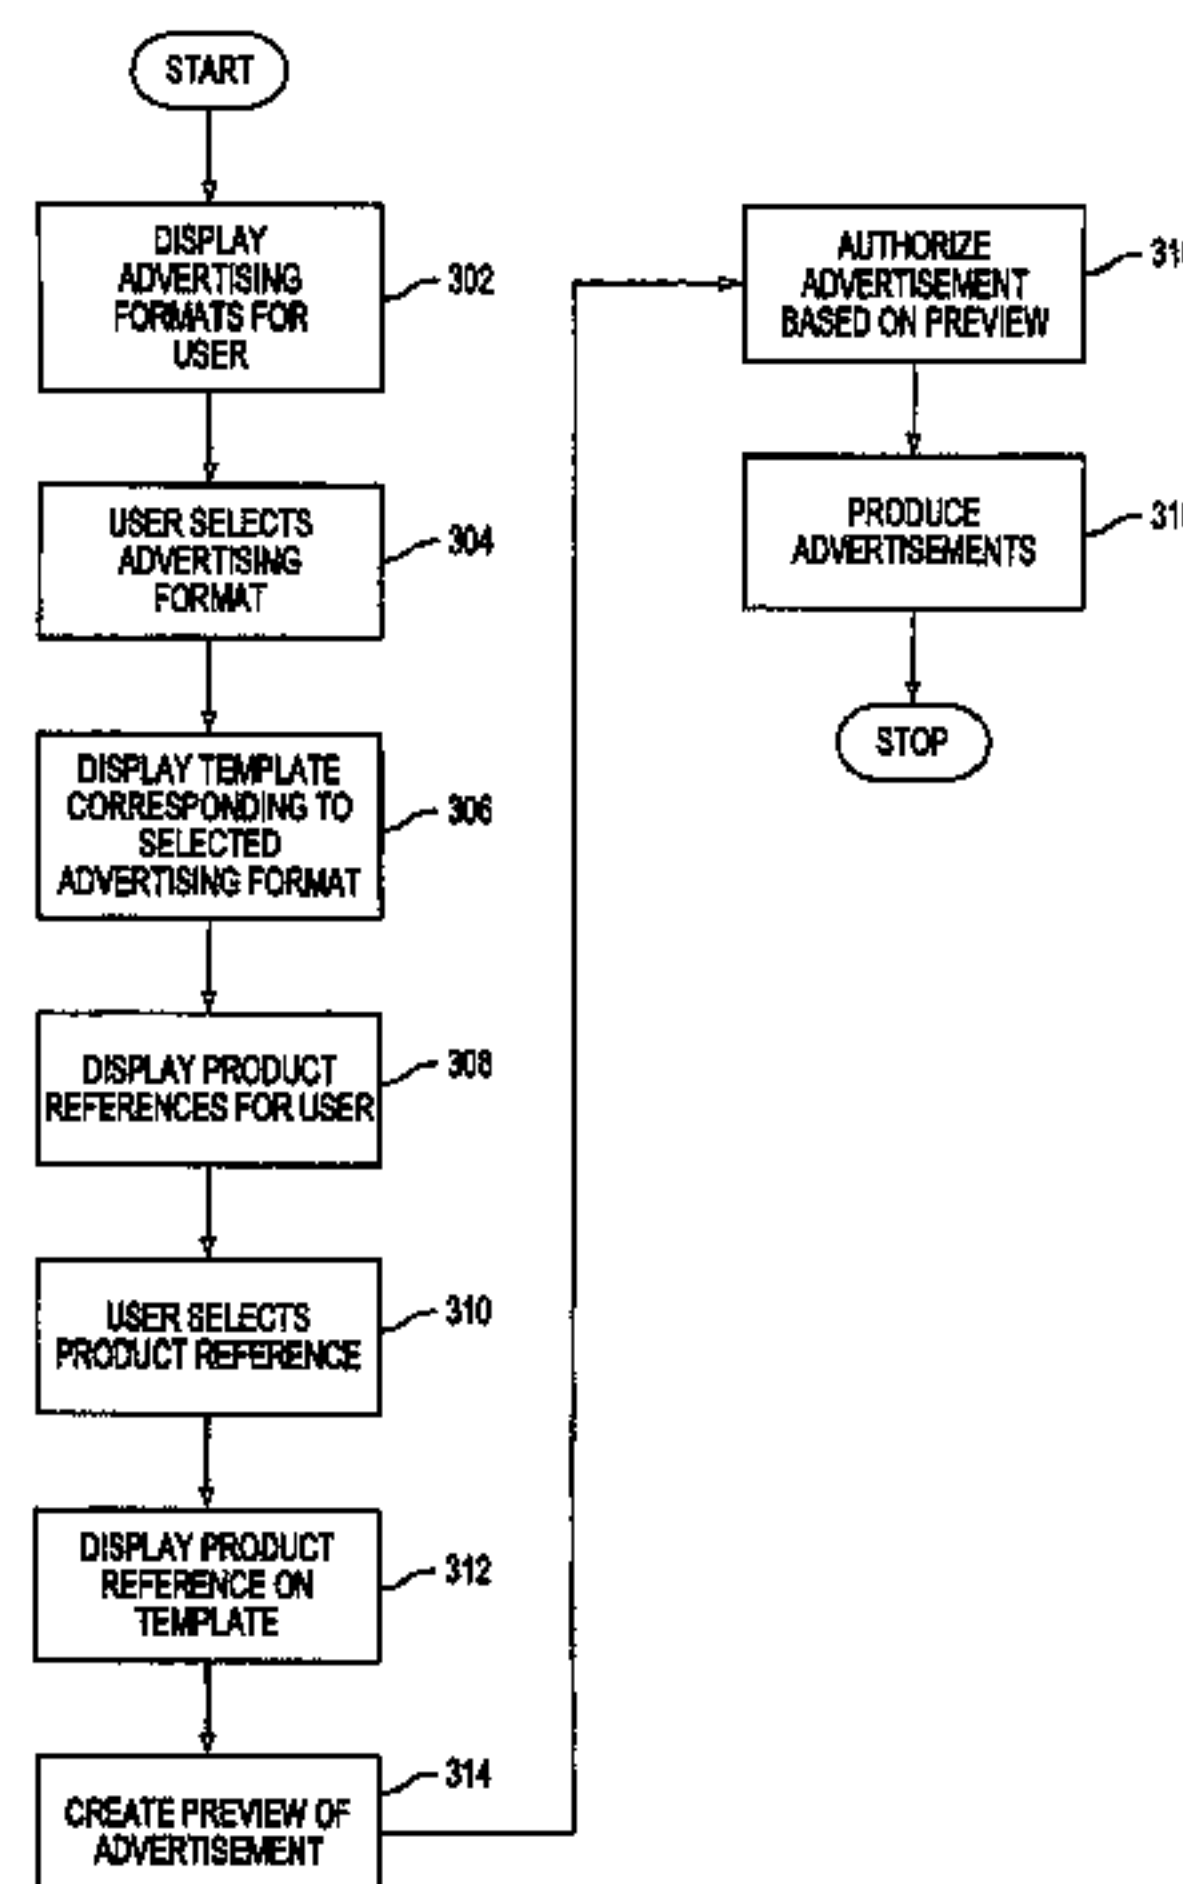 START
DISPLAY
ADVERTISING
FORMATS FOR
USER
302
USER SELECTS
ADVERTISING
FORMAT
304
DISPLAY TEMPLATE
CORRESPONDING TO
SELECTED
ADVERTISING FORMAT
306
DISPLAY PRODUCT
REFERENCES FOR USER
308
USER SELECTS
PRODUCT REFERENCE
310
DISPLAY PRODUCT
REFERENCE ON
TEMPLATE
312
CREATE PREVIEW OF
ADVERTISEMENT
314
AUTHORIZE
ADVERTISEMENT
BASED ON PREVIEW
PRODUCE
ADVERTISEMENTS
STOP